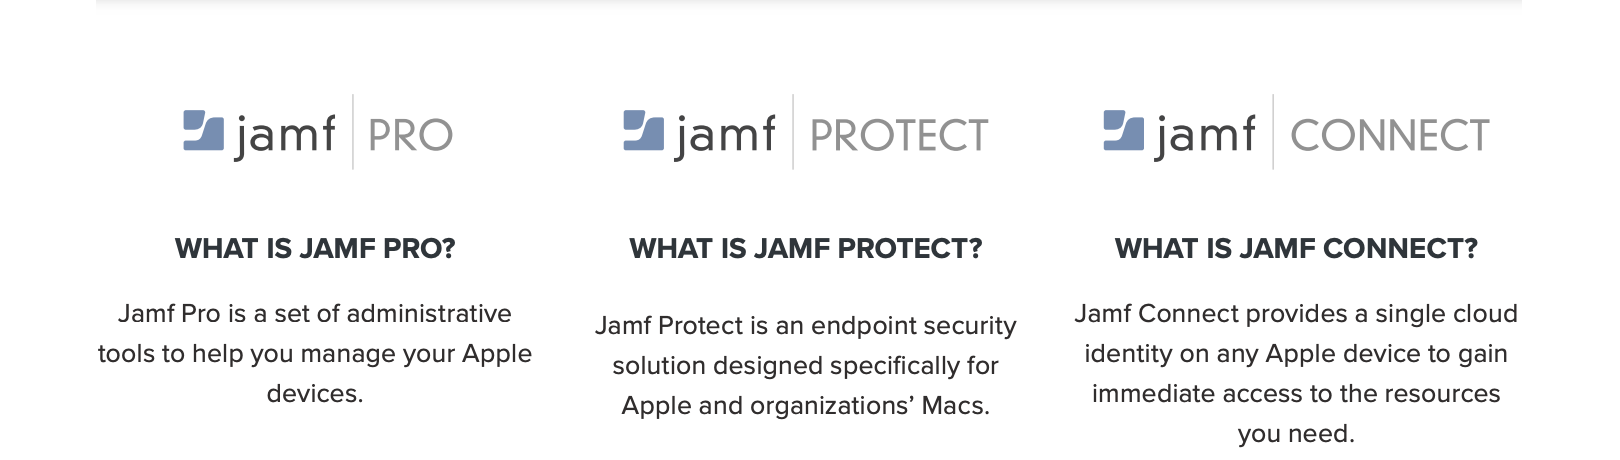 jamf PRO
WHAT IS JAMF PRO?
Jamf Pro is a set of administrative
tools to help you manage your Apple
devices.
jamf PROTECT
WHAT IS JAMF PROTECT?
Jamf Protect is an endpoint security
solution designed specifically for
Apple and organizations’ Macs.
jamf CONNECT
WHAT IS JAMF CONNECT?
Jamf Connect provides a single cloud
identity on any Apple device to gain
immediate access to the resources
you need.